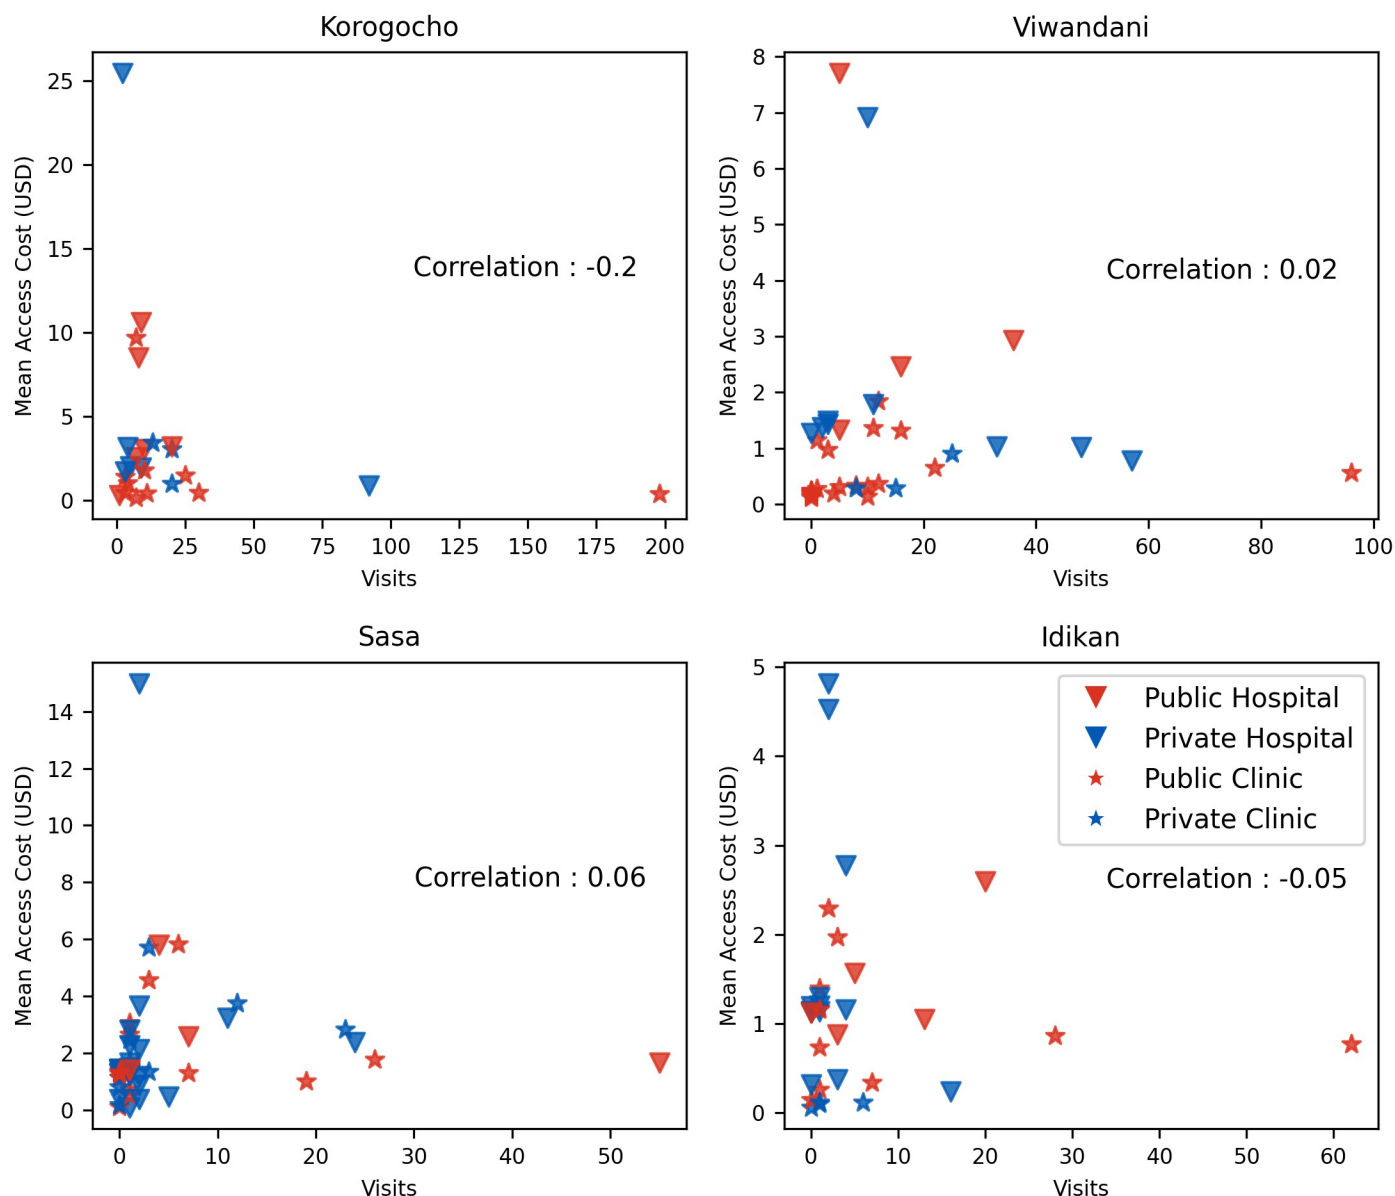 Korogocho
Mean Access Cost (USD)
25
20
15
10
5
0
Correlation : -0.2
0 25 50 75 100 125 150 175 200
Visits
Viwandani
Mean Access Cost (USD)
8
7
6
5
4
3
2
1
0
Correlation : 0.02
0 20 40 60 80 100
Visits
Sasa
Mean Access Cost (USD)
14
12
10
8
6
4
2
0
Correlation : 0.06
0 10 20 30 40 50
Visits
Idikan
Mean Access Cost (USD)
5
4
3
2
1
0
Public Hospital
Private Hospital
Public Clinic
Private Clinic
Correlation : -0.05
0 10 20 30 40 50 60
Visits